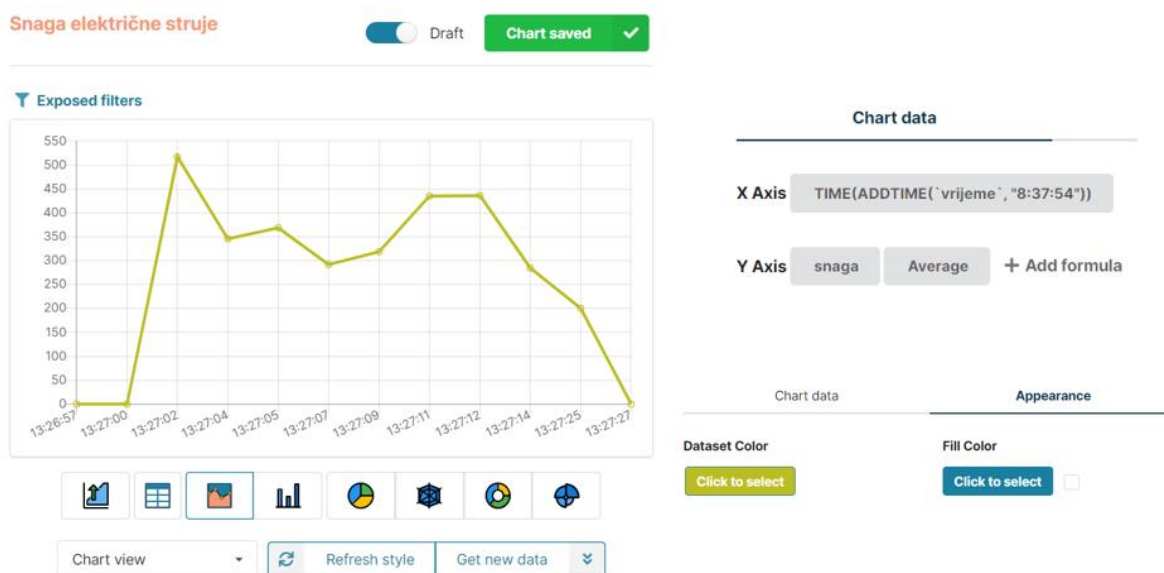 Snaga električne struje
Draft
Chart saved
Exposed filters
550
500
450
400
350
300
250
200
150
100
50
0
13:26:57
13:27:00
13:27:02
13:27:04
13:27:05
13:27:07
13:27:09
13:27:11
13:27:12
13:27:14
13:27:25
13:27:27
Chart view
Refresh style
Get new data
Chart data
X Axis TIME(ADDTIME(`vrijeme`, "8:37:54"))
Y Axis snaga Average + Add formula
Chart data Appearance
Dataset Color Fill Color
Click to select Click to select